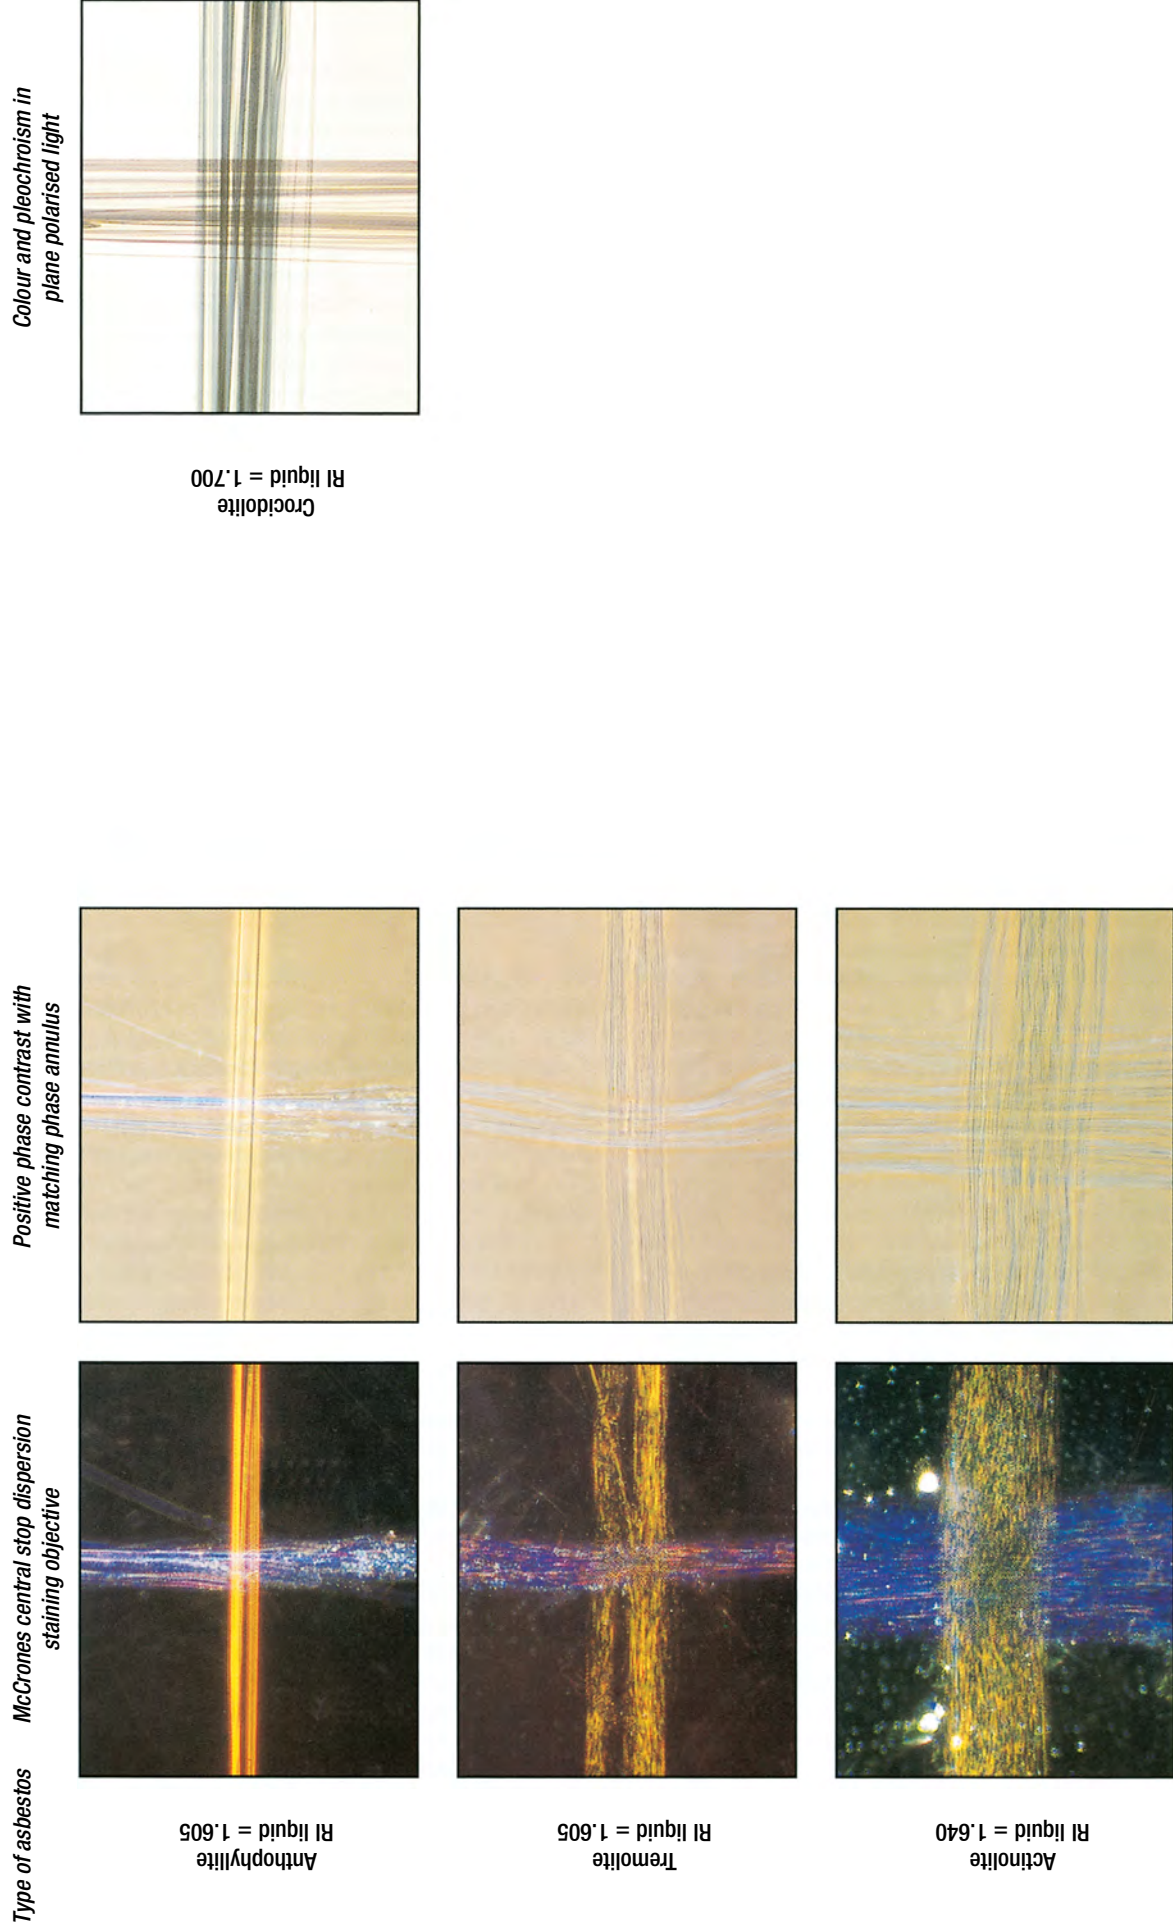 Type of asbestos
McCrones central stop dispersion
staining objective
Positive phase contrast with
matching phase annulus
Colour and pleochroism in
plane polarised light
Anthophyllite
RI liquid = 1.605
Crocidolite
RI liquid = 1.700
Tremolite
RI liquid = 1.605
Actinolite
RI liquid = 1.640